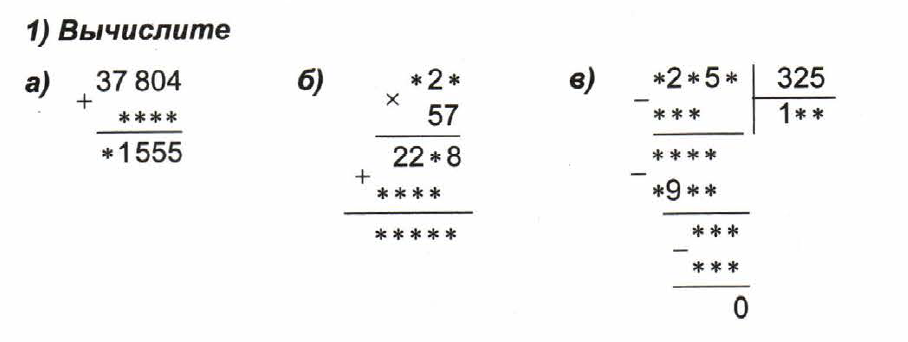 1) Вычислите
а) 37 804
+ ****
*1555
б) *2*
× 57
22*8
+ ****
*****
в) *2*5* | 325
− *** | 1**
****
− *9**
***
− ***
0